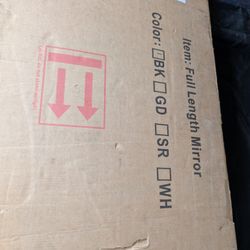 Item: Full Length Mirror
Color: ☐BK ☐GD ☐SR ☐WH